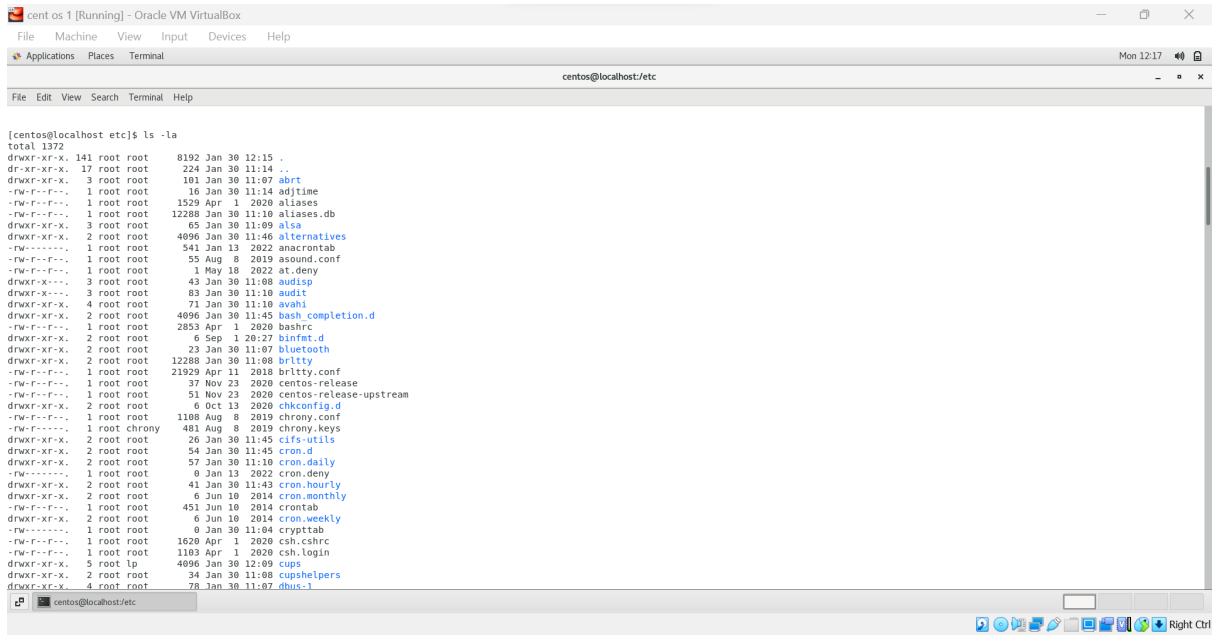 cent os 1 [Running] - Oracle VM VirtualBox
File Machine View Input Devices Help
Applications Places Terminal Mon 12:17
centos@localhost:/etc
File Edit View Search Terminal Help
[centos@localhost etc]$ ls -la
total 1372
drwxr-xr-x. 141 root root 8192 Jan 30 12:15 .
dr-xr-xr-x. 17 root root 224 Jan 30 11:14 ..
drwxr-xr-x. 3 root root 101 Jan 30 11:07 abrt
-rw-r--r--. 1 root root 16 Jan 30 11:14 adjtime
-rw-r--r--. 1 root root 1529 Apr 1 2020 aliases
-rw-r--r--. 1 root root 12288 Jan 30 11:10 aliases.db
drwxr-xr-x. 3 root root 65 Jan 30 11:09 alsa
drwxr-xr-x. 2 root root 4096 Jan 30 11:46 alternatives
-rw-------. 1 root root 541 Jan 13 2022 anacrontab
-rw-r--r--. 1 root root 55 Aug 8 2019 asound.conf
-rw-r--r--. 1 root root 1 May 18 2022 at.deny
drwxr-x---. 3 root root 43 Jan 30 11:08 audisp
drwxr-x---. 3 root root 83 Jan 30 11:10 audit
drwxr-xr-x. 4 root root 71 Jan 30 11:10 avahi
drwxr-xr-x. 2 root root 4096 Jan 30 11:45 bash_completion.d
-rw-r--r--. 1 root root 2853 Apr 1 2020 bashrc
drwxr-xr-x. 2 root root 6 Sep 1 20:27 binfmt.d
drwxr-xr-x. 2 root root 23 Jan 30 11:07 bluetooth
drwxr-xr-x. 2 root root 12288 Jan 30 11:08 brltty
-rw-r--r--. 1 root root 21929 Apr 11 2018 brltty.conf
-rw-r--r--. 1 root root 37 Nov 23 2020 centos-release
-rw-r--r--. 1 root root 51 Nov 23 2020 centos-release-upstream
drwxr-xr-x. 2 root root 6 Oct 13 2020 chkconfig.d
-rw-r--r--. 1 root root 1108 Aug 8 2019 chrony.conf
-rw-r-----. 1 root chrony 481 Aug 8 2019 chrony.keys
drwxr-xr-x. 2 root root 26 Jan 30 11:45 cifs-utils
drwxr-xr-x. 2 root root 54 Jan 30 11:45 cron.d
drwxr-xr-x. 2 root root 57 Jan 30 11:10 cron.daily
-rw-------. 1 root root 0 Jan 13 2022 cron.deny
drwxr-xr-x. 2 root root 41 Jan 30 11:43 cron.hourly
drwxr-xr-x. 2 root root 6 Jun 10 2014 cron.monthly
-rw-r--r--. 1 root root 451 Jun 10 2014 crontab
drwxr-xr-x. 2 root root 6 Jun 10 2014 cron.weekly
-rw-------. 1 root root 0 Jan 30 11:04 crypttab
-rw-r--r--. 1 root root 1620 Apr 1 2020 csh.cshrc
-rw-r--r--. 1 root root 1103 Apr 1 2020 csh.login
drwxr-xr-x. 5 root lp 4096 Jan 30 12:09 cups
drwxr-xr-x. 2 root root 34 Jan 30 11:08 cupshelpers
drwxr-xr-x. 4 root root 78 Jan 30 11:07 dbus-1
centos@localhost:/etc
Right Ctrl